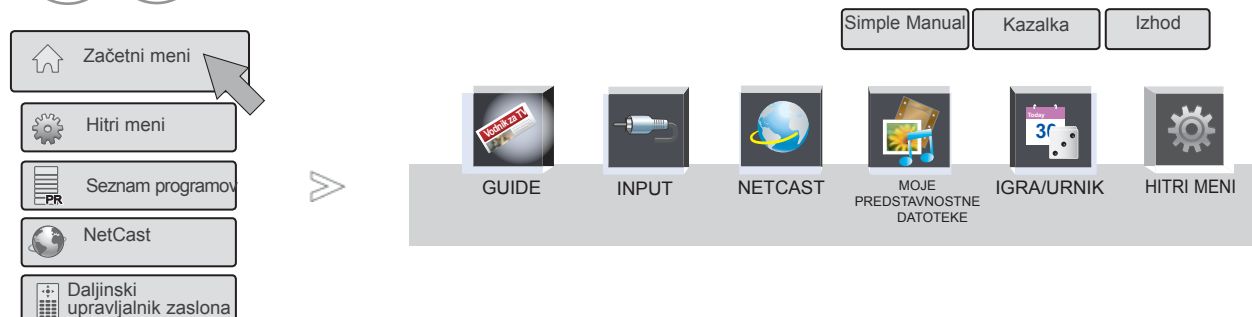 Začetni meni
Hitri meni
Seznam programov
PR
NetCast
Daljinski
upravljalnik zaslona
Simple Manual
Kazalka
Izhod
Vodnik za TV
Today
30
GUIDE
INPUT
NETCAST
MOJE
PREDSTAVNOSTNE
DATOTEKE
IGRA/URNIK
HITRI MENI